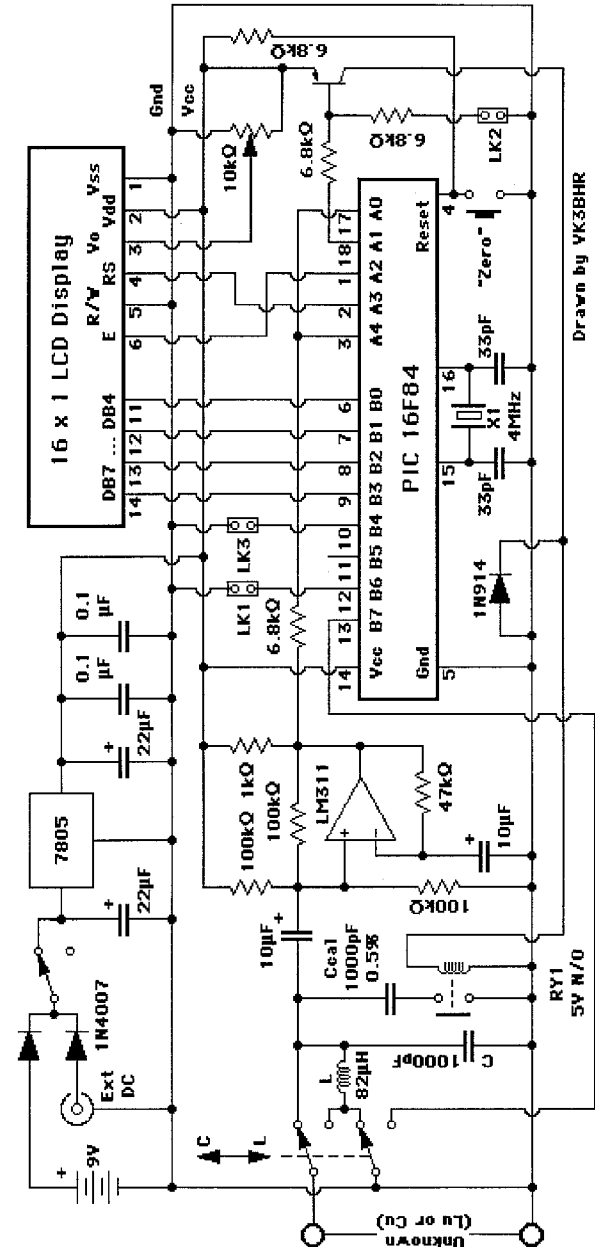 16 x 1 LCD Display
DB7 ... DB4
E
R/W
RS
Vo
Vdd
Vss
14
13
12
11
6
5
4
3
2
1
Gnd
Vcc
9V
+
Ext
DC
1N4007
7805
22µF
+
22µF
+
0.1
µF
0.1
µF
LK1
LK3
10kΩ
6.8kΩ
6.8kΩ
6.8kΩ
LK2
6.8kΩ
C
L
10µF
+
100kΩ
1kΩ
100kΩ
LM311
+
–
47kΩ
100kΩ
10µF
+
Ccal
1000pF
0.5%
L
82µH
C
1000pF
RY1
5V N/O
Unknown
(Lu or Cu)
14
13
12
11
10
9
8
7
6
3
2
1
18
17
Vcc
B7
B6
B5
B4
B3
B2
B1
B0
A4
A3
A2
A1
A0
PIC 16F84
Gnd
Reset
5
15
16
4
1N914
33pF
X1
4MHz
33pF
"Zero"
Drawn by VK3BHR